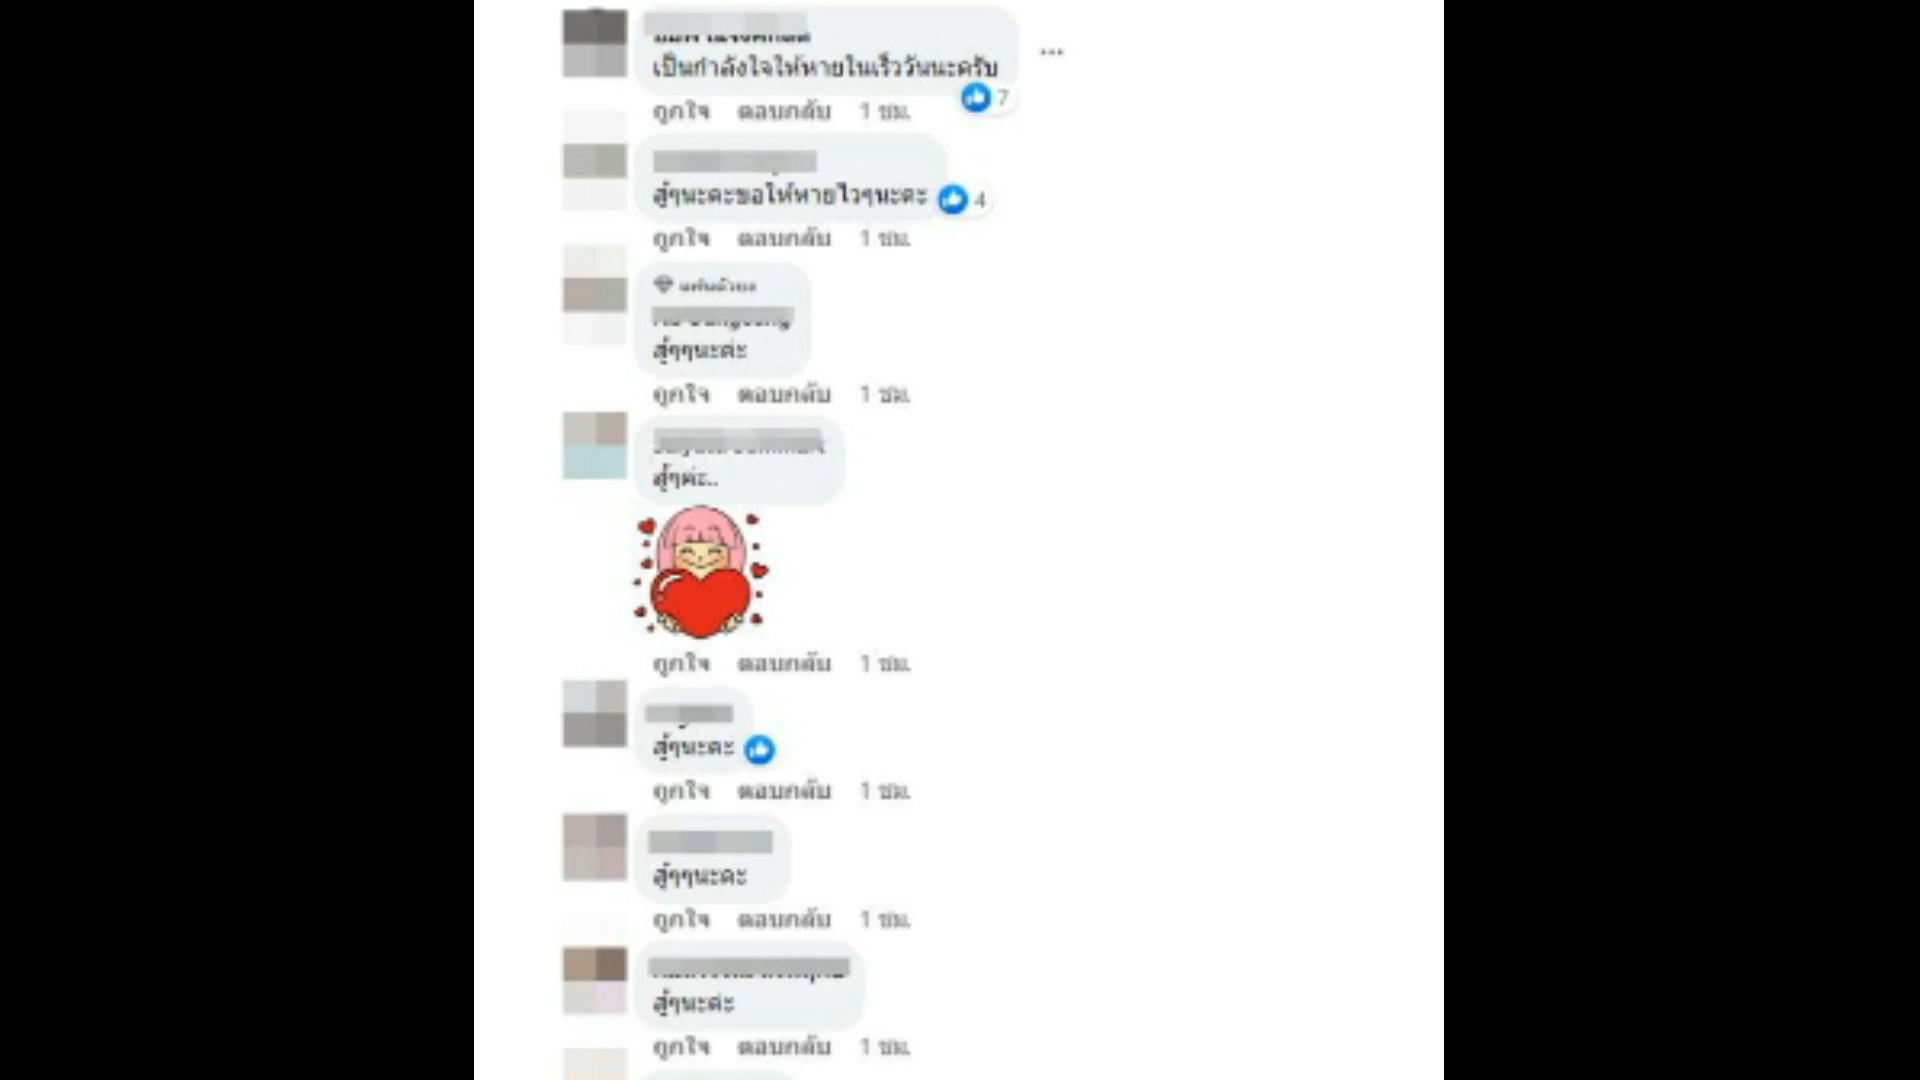 เป็นกำลังใจให้หายในเร็ววันนะครับ
7
ถูกใจ ตอบกลับ 1 ชม.
สู้ๆนะคะขอให้หายไวๆนะคะ
4
ถูกใจ ตอบกลับ 1 ชม.
แฟนตัวยง
สู้ๆๆนะค่ะ
ถูกใจ ตอบกลับ 1 ชม.
สู้ๆค่ะ..
ถูกใจ ตอบกลับ 1 ชม.
สู้ๆนะคะ
ถูกใจ ตอบกลับ 1 ชม.
สู้ๆๆนะคะ
ถูกใจ ตอบกลับ 1 ชม.
สู้ๆนะค่ะ
ถูกใจ ตอบกลับ 1 ชม.